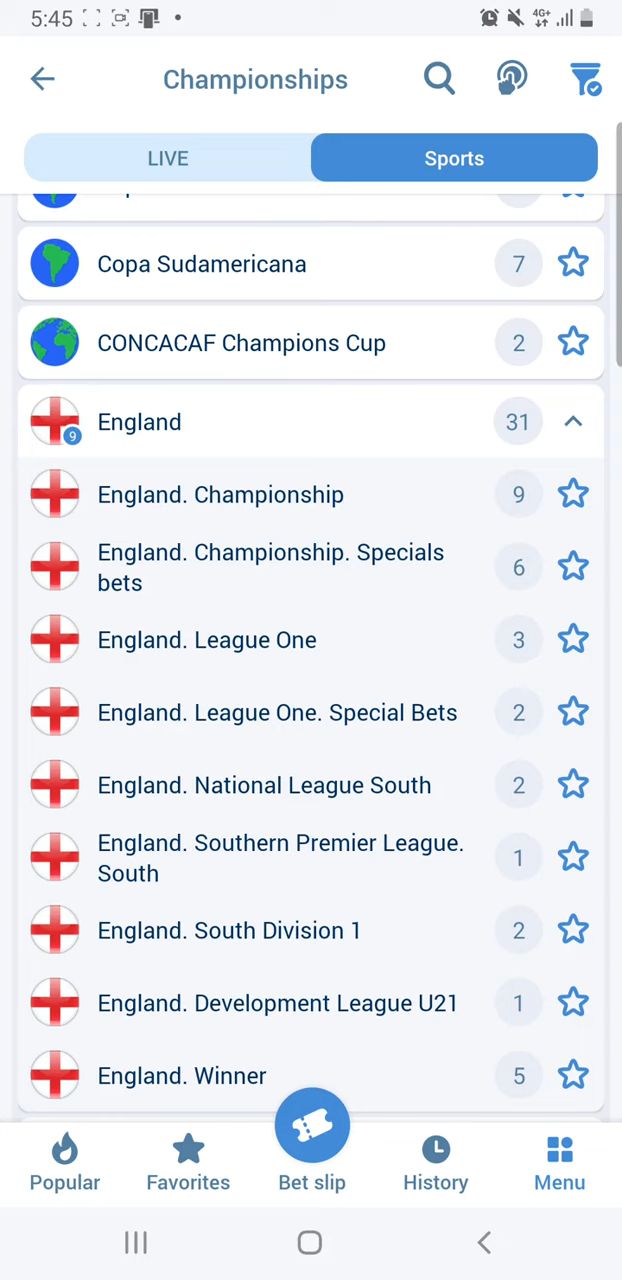 5:45
4G+
Championships
LIVE
Sports
Copa Sudamericana
7
CONCACAF Champions Cup
2
9
England
31
England. Championship
9
England. Championship. Specials
bets
6
England. League One
3
England. League One. Special Bets
2
England. National League South
2
England. Southern Premier League.
South
1
England. South Division 1
2
England. Development League U21
1
England. Winner
5
Popular
Favorites
Bet slip
History
Menu